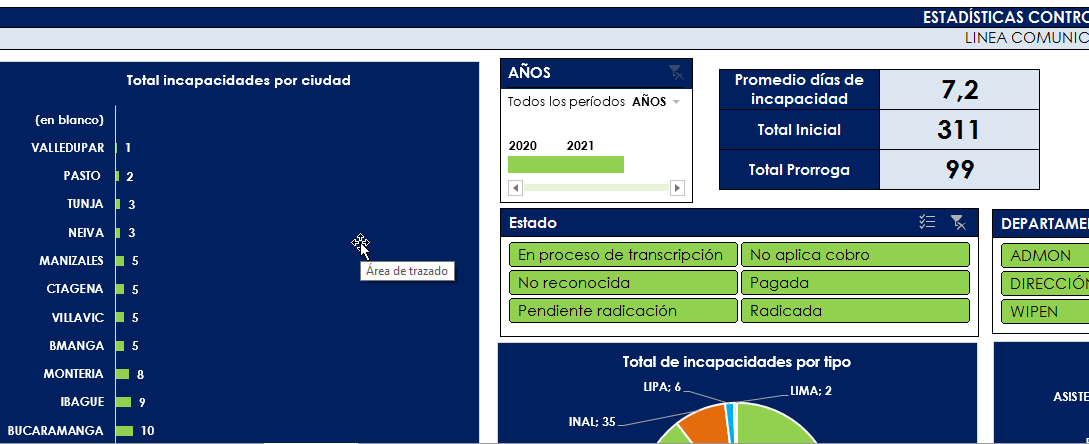 ESTADÍSTICAS CONTRO
LINEA COMUNIC
Total incapacidades por ciudad
(en blanco)
VALLEDUPAR 1
PASTO 2
TUNJA 3
NEIVA 3
MANIZALES 5
CTAGENA 5
VILLAVIC 5
BMANGA 5
MONTERIA 8
IBAGUE 9
BUCARAMANGA 10
Área de trazado
AÑOS
Todos los períodos AÑOS
2020 2021
Promedio días de
incapacidad 7,2
Total Inicial 311
Total Prorroga 99
Estado
En proceso de transcripción No aplica cobro
No reconocida Pagada
Pendiente radicación Radicada
DEPARTAME
ADMON
DIRECCIÓN
WIPEN
Total de incapacidades por tipo
LIPA; 6
LIMA; 2
INAL; 35
ASISTE